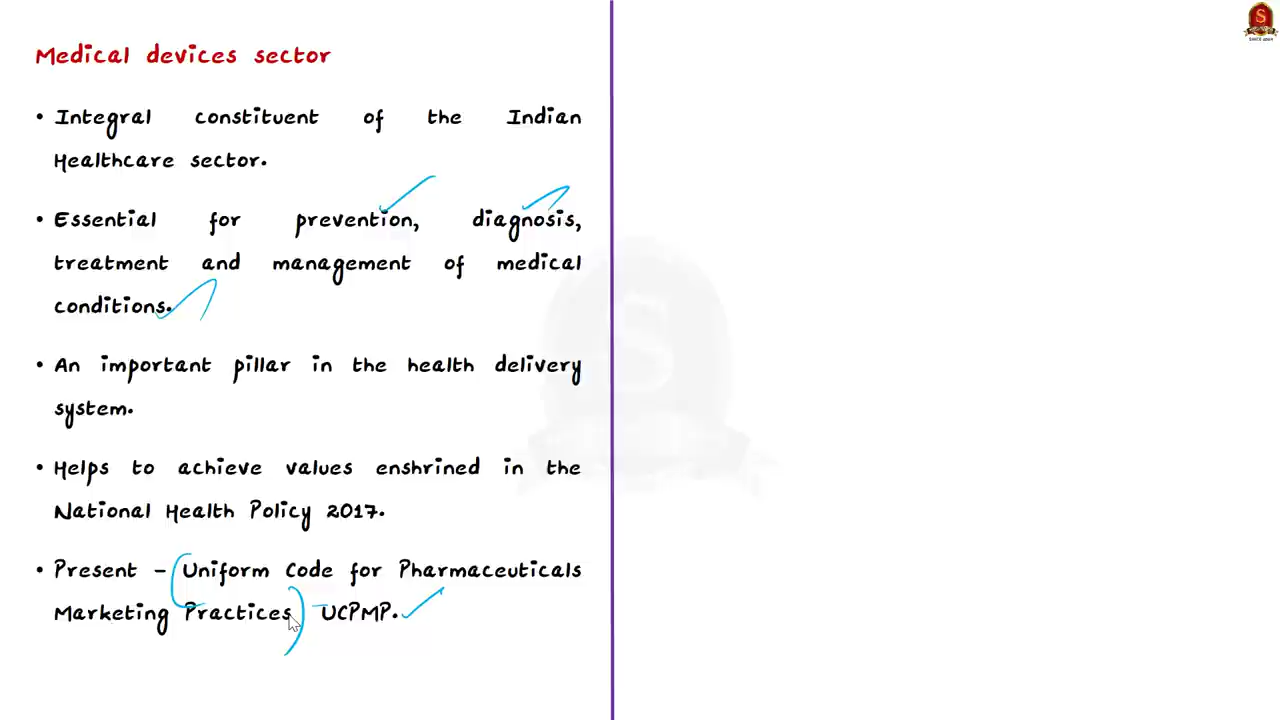 Medical devices sector
• Integral constituent of the Indian
Healthcare sector.
• Essential for prevention, diagnosis,
treatment and management of medical
conditions.
• An important pillar in the health delivery
system.
• Helps to achieve values enshrined in the
National Health Policy 2017.
• Present – Uniform Code for Pharmaceuticals
Marketing Practices – UCPMP.